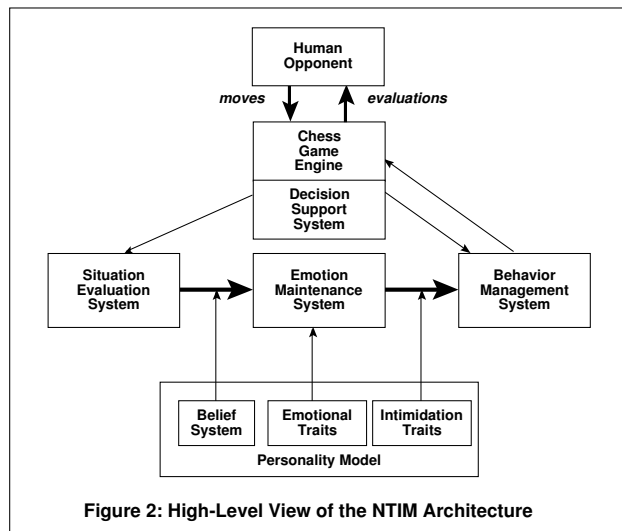 Human
Opponent
moves
evaluations
Chess
Game
Engine
Decision
Support
System
Situation
Evaluation
System
Emotion
Maintenance
System
Behavior
Management
System
Belief
System
Emotional
Traits
Intimidation
Traits
Personality Model
Figure 2: High-Level View of the NTIM Architecture